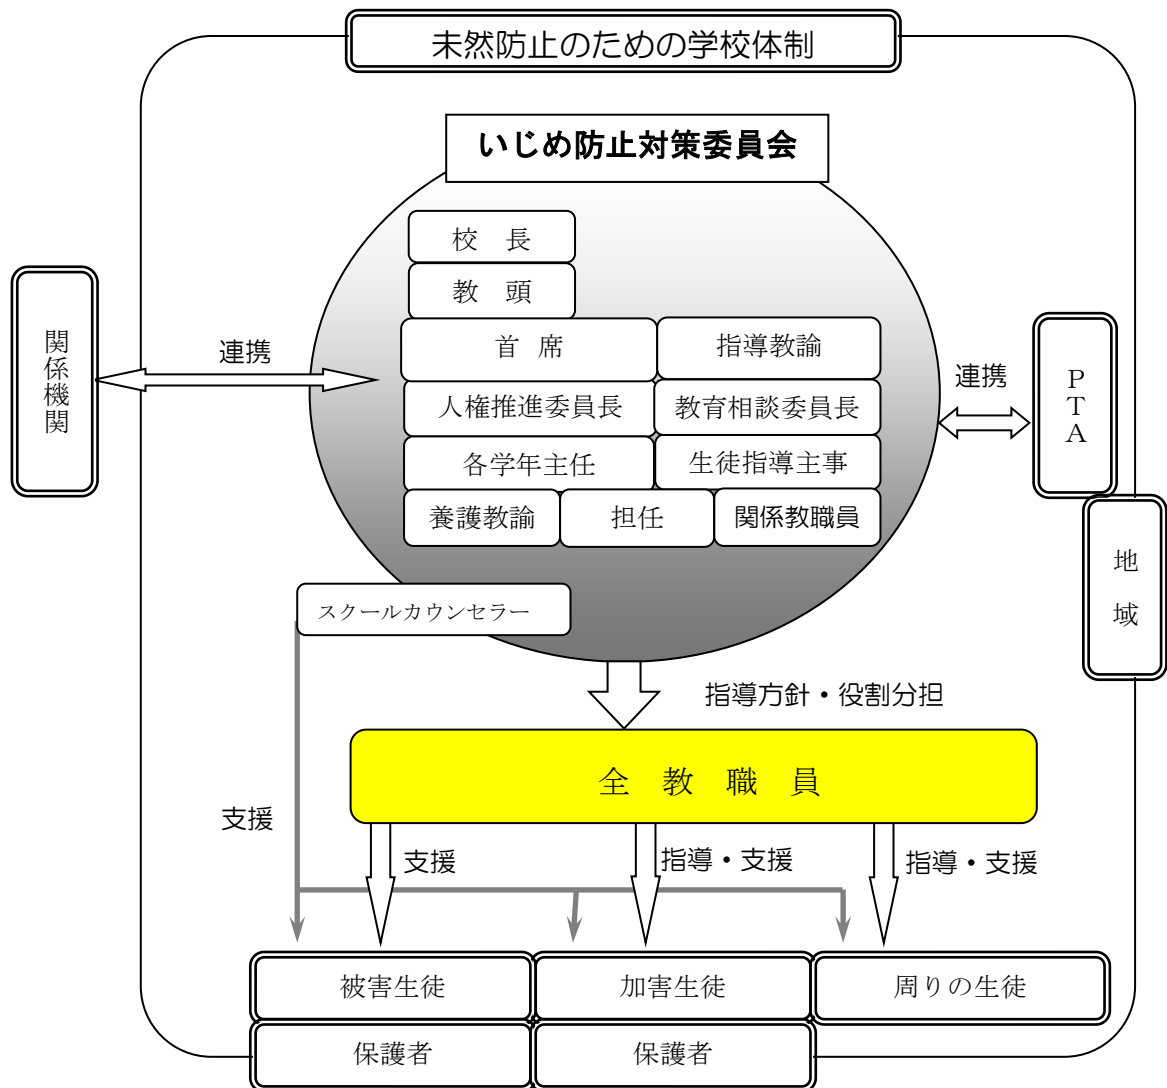 未然防止のための学校体制
いじめ防止対策委員会
校 長
教 頭
首 席
指導教諭
人権推進委員長
教育相談委員長
各学年主任
生徒指導主事
養護教諭
担任
関係教職員
スクールカウンセラー
関係機関
連携
連携
PTA
地域
指導方針・役割分担
全 教 職 員
支援
支援
指導・支援
指導・支援
被害生徒
加害生徒
周りの生徒
保護者
保護者